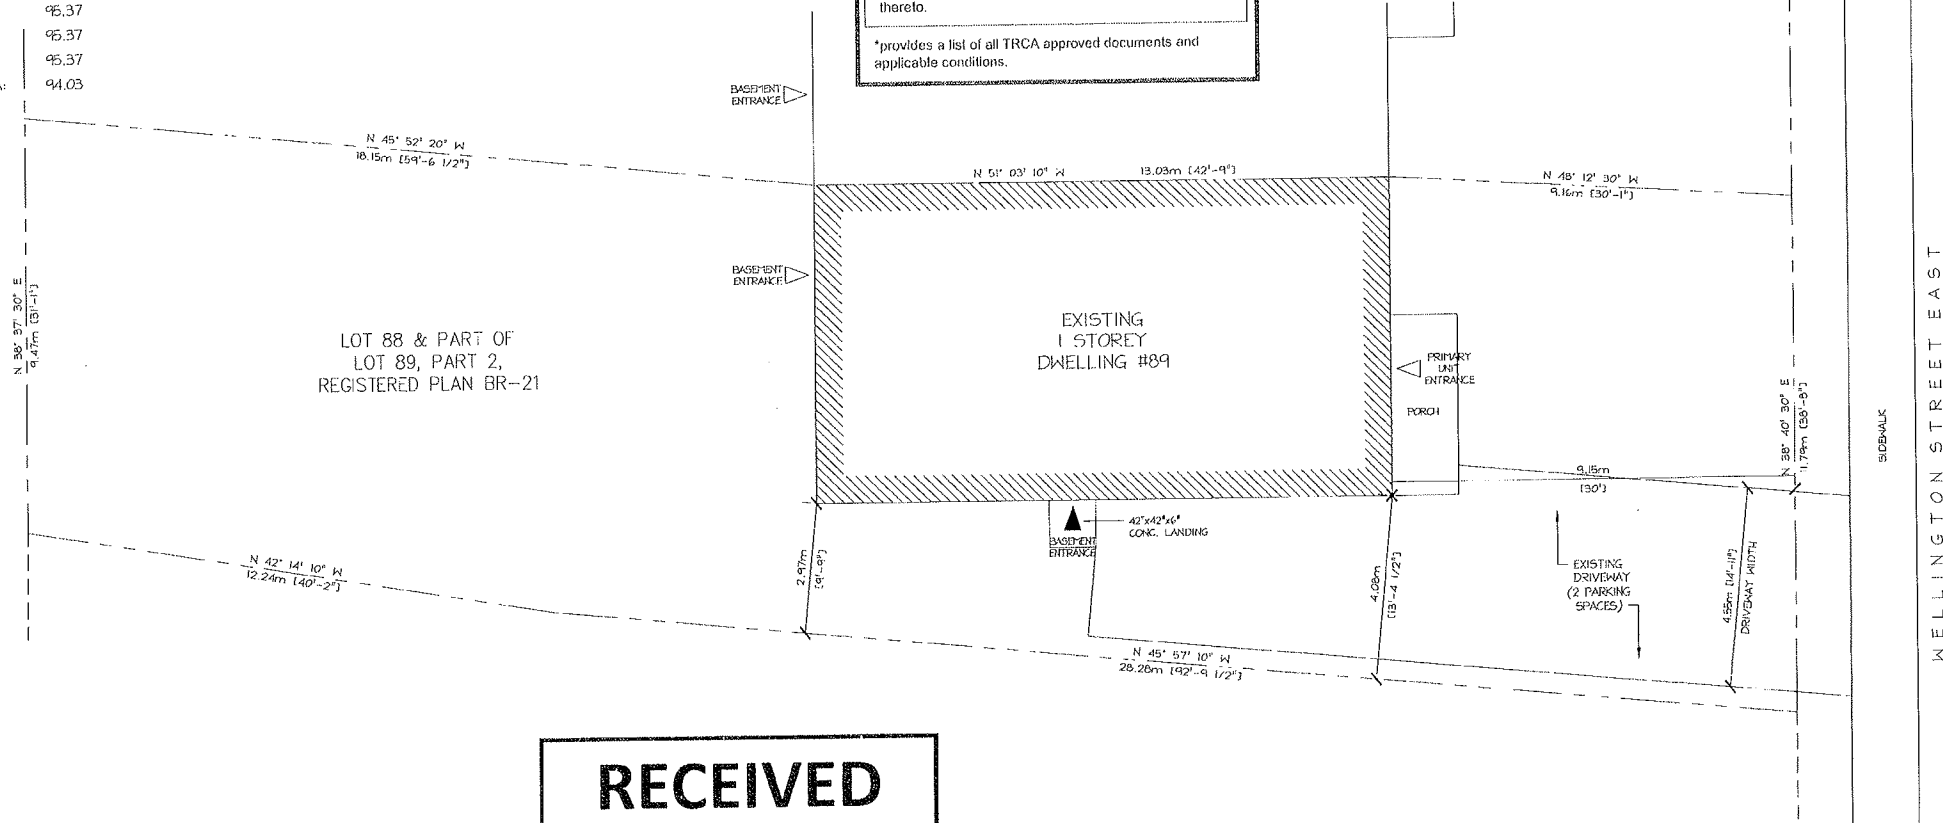 95.37
95.37
95.37
94.03
thereto.
*provides a list of all TRCA approved documents and
applicable conditions.
BASEMENT
ENTRANCE
N 45° 52' 20" W
18.15m [59'-6 1/2"]
N 51° 03' 10" W
13.03m [42'-9"]
N 48° 12' 30" W
9.16m [30'-1"]
BASEMENT
ENTRANCE
N 38° 37' 30" E
9.47m [31'-1"]
LOT 88 & PART OF
LOT 89, PART 2,
REGISTERED PLAN BR-21
EXISTING
1 STOREY
DWELLING #89
PRIMARY
UNIT
ENTRANCE
PORCH
N 38° 40' 30" E
11.79m [38'-8"]
SIDEWALK
WELLINGTON STREET EAST
9.15m
[30']
42"x42"x6"
CONC. LANDING
BASEMENT
ENTRANCE
N 42° 14' 10" W
12.24m [40'-2"]
2.97m
[9'-9"]
4.08m
[13'-4 1/2"]
EXISTING
DRIVEWAY
(2 PARKING
SPACES)
4.55m [14'-11"]
DRIVEWAY WIDTH
N 45° 57' 10" W
28.28m [92'-9 1/2"]
RECEIVED